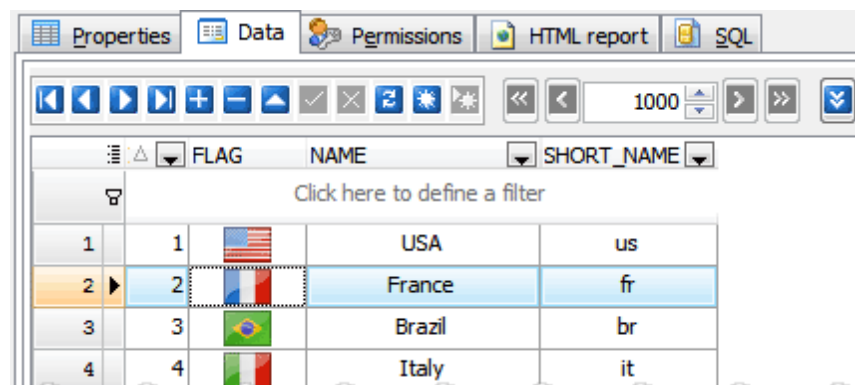 Properties Data Permissions HTML report SQL
1000
FLAG NAME SHORT_NAME
Click here to define a filter
1 1 USA us
2 2 France fr
3 3 Brazil br
4 4 Italy it